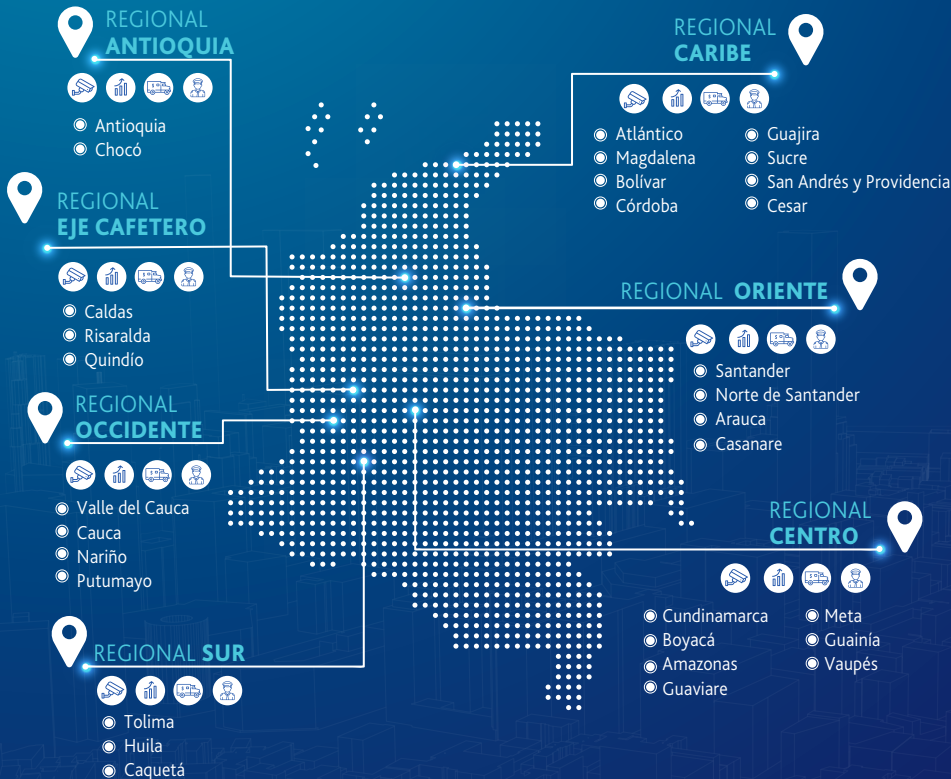 REGIONAL
ANTIOQUIA
Antioquia
Chocó
REGIONAL
CARIBE
Atlántico
Magdalena
Bolívar
Córdoba
Guajira
Sucre
San Andrés y Providencia
Cesar
REGIONAL
EJE CAFETERO
Caldas
Risaralda
Quindío
REGIONAL ORIENTE
Santander
Norte de Santander
Arauca
Casanare
REGIONAL
OCCIDENTE
Valle del Cauca
Cauca
Nariño
Putumayo
REGIONAL
CENTRO
Cundinamarca
Boyacá
Amazonas
Guaviare
Meta
Guainía
Vaupés
REGIONAL SUR
Tolima
Huila
Caquetá